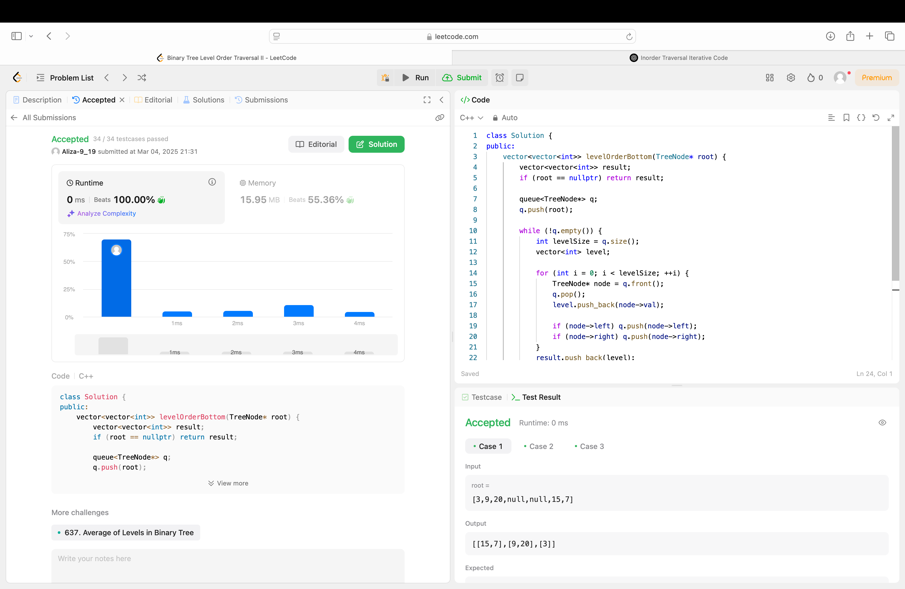 leetcode.com
Binary Tree Level Order Traversal II - LeetCode
Inorder Traversal Iterative Code
Problem List
Run
Submit
0
Premium
Description
Accepted
Editorial
Solutions
Submissions
All Submissions
Accepted 34 / 34 testcases passed
Aliza-9_19 submitted at Mar 04, 2025 21:31
Editorial
Solution
Runtime
0 ms Beats 100.00%
Analyze Complexity
Memory
15.95 MB Beats 55.36%
75%
50%
25%
0%
1ms 2ms 3ms 4ms
1ms 2ms 3ms 4ms
Code C++
class Solution {
public:
    vector<vector<int>> levelOrderBottom(TreeNode* root) {
        vector<vector<int>> result;
        if (root == nullptr) return result;
        queue<TreeNode*> q;
        q.push(root);
View more
More challenges
637. Average of Levels in Binary Tree
Write your notes here
</> Code
C++ Auto
1 class Solution {
2 public:
3     vector<vector<int>> levelOrderBottom(TreeNode* root) {
4         vector<vector<int>> result;
5         if (root == nullptr) return result;
6
7         queue<TreeNode*> q;
8         q.push(root);
9
10         while (!q.empty()) {
11             int levelSize = q.size();
12             vector<int> level;
13
14             for (int i = 0; i < levelSize; ++i) {
15                 TreeNode* node = q.front();
16                 q.pop();
17                 level.push_back(node->val);
18
19                 if (node->left) q.push(node->left);
20                 if (node->right) q.push(node->right);
21             }
22             result.push_back(level);
Saved
Ln 24, Col 1
Testcase
Test Result
Accepted Runtime: 0 ms
Case 1
Case 2
Case 3
Input
root =
[3,9,20,null,null,15,7]
Output
[[15,7],[9,20],[3]]
Expected